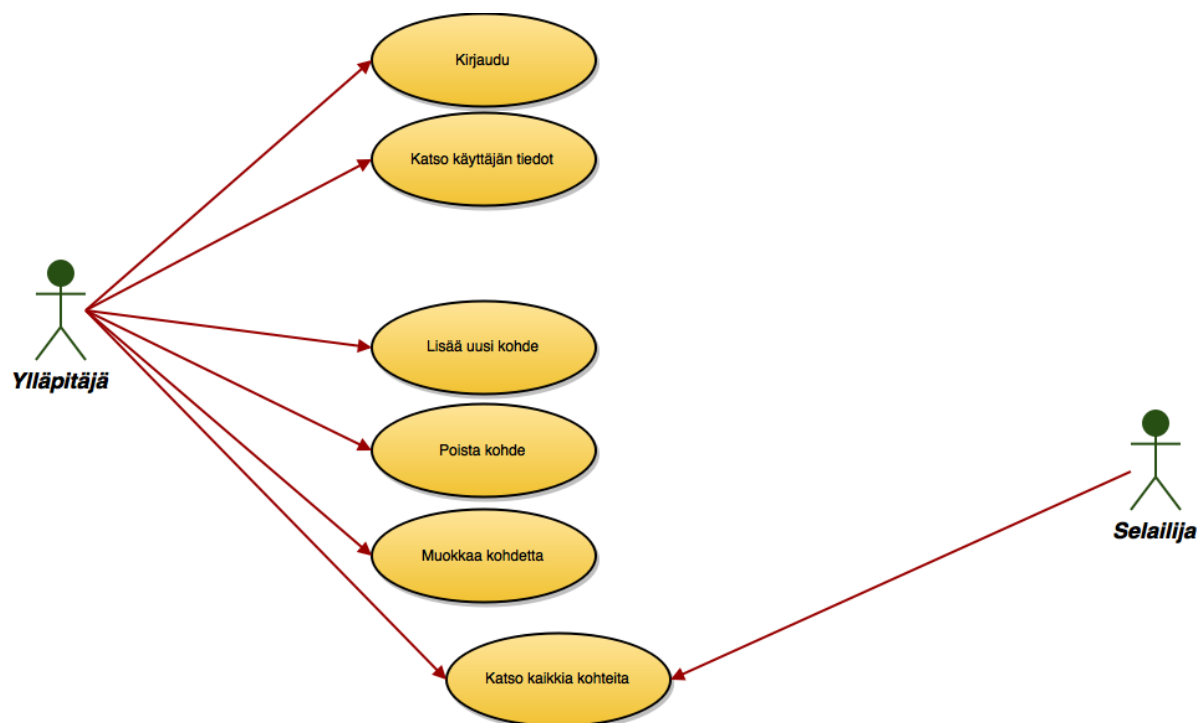 Kirjaudu
Katso käyttäjän tiedot
Ylläpitäjä
Lisää uusi kohde
Poista kohde
Selailija
Muokkaa kohdetta
Katso kaikkia kohteita